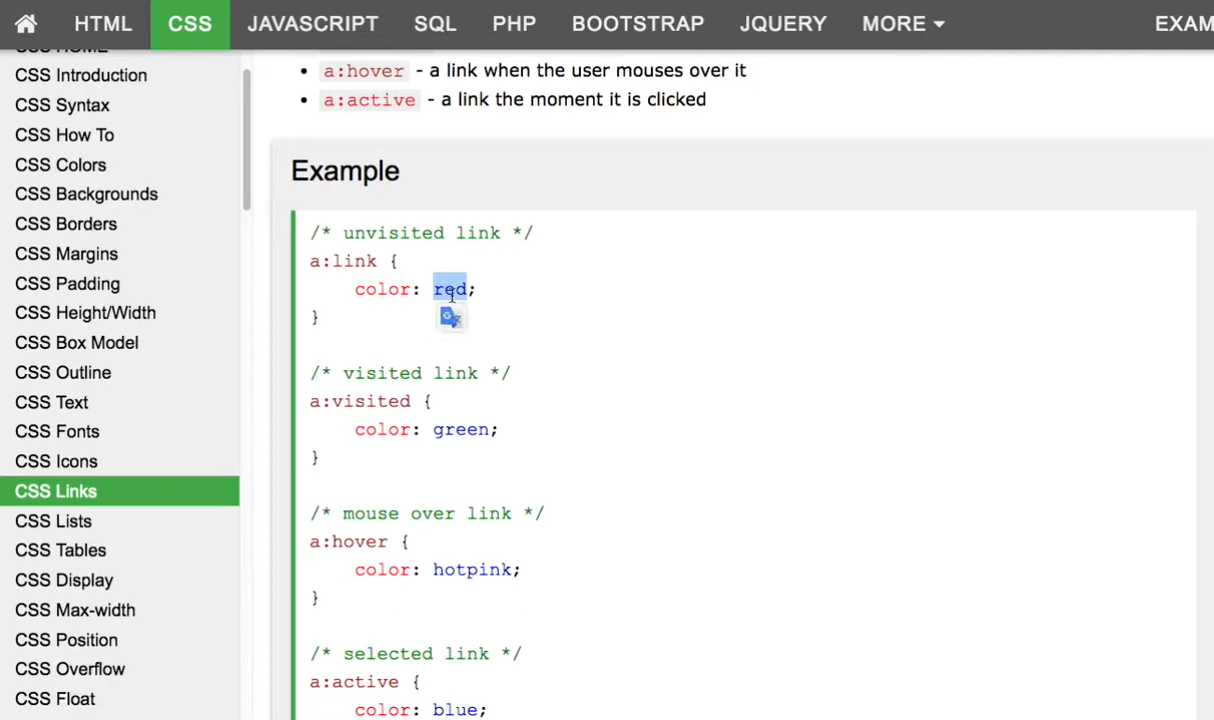 HTML CSS JAVASCRIPT SQL PHP BOOTSTRAP JQUERY MORE EXAM
CSS HOME
CSS Introduction
CSS Syntax
CSS How To
CSS Colors
CSS Backgrounds
CSS Borders
CSS Margins
CSS Padding
CSS Height/Width
CSS Box Model
CSS Outline
CSS Text
CSS Fonts
CSS Icons
CSS Links
CSS Lists
CSS Tables
CSS Display
CSS Max-width
CSS Position
CSS Overflow
CSS Float
• a:hover - a link when the user mouses over it
• a:active - a link the moment it is clicked
Example
/* unvisited link */
a:link {
    color: red;
}
/* visited link */
a:visited {
    color: green;
}
/* mouse over link */
a:hover {
    color: hotpink;
}
/* selected link */
a:active {
    color: blue;